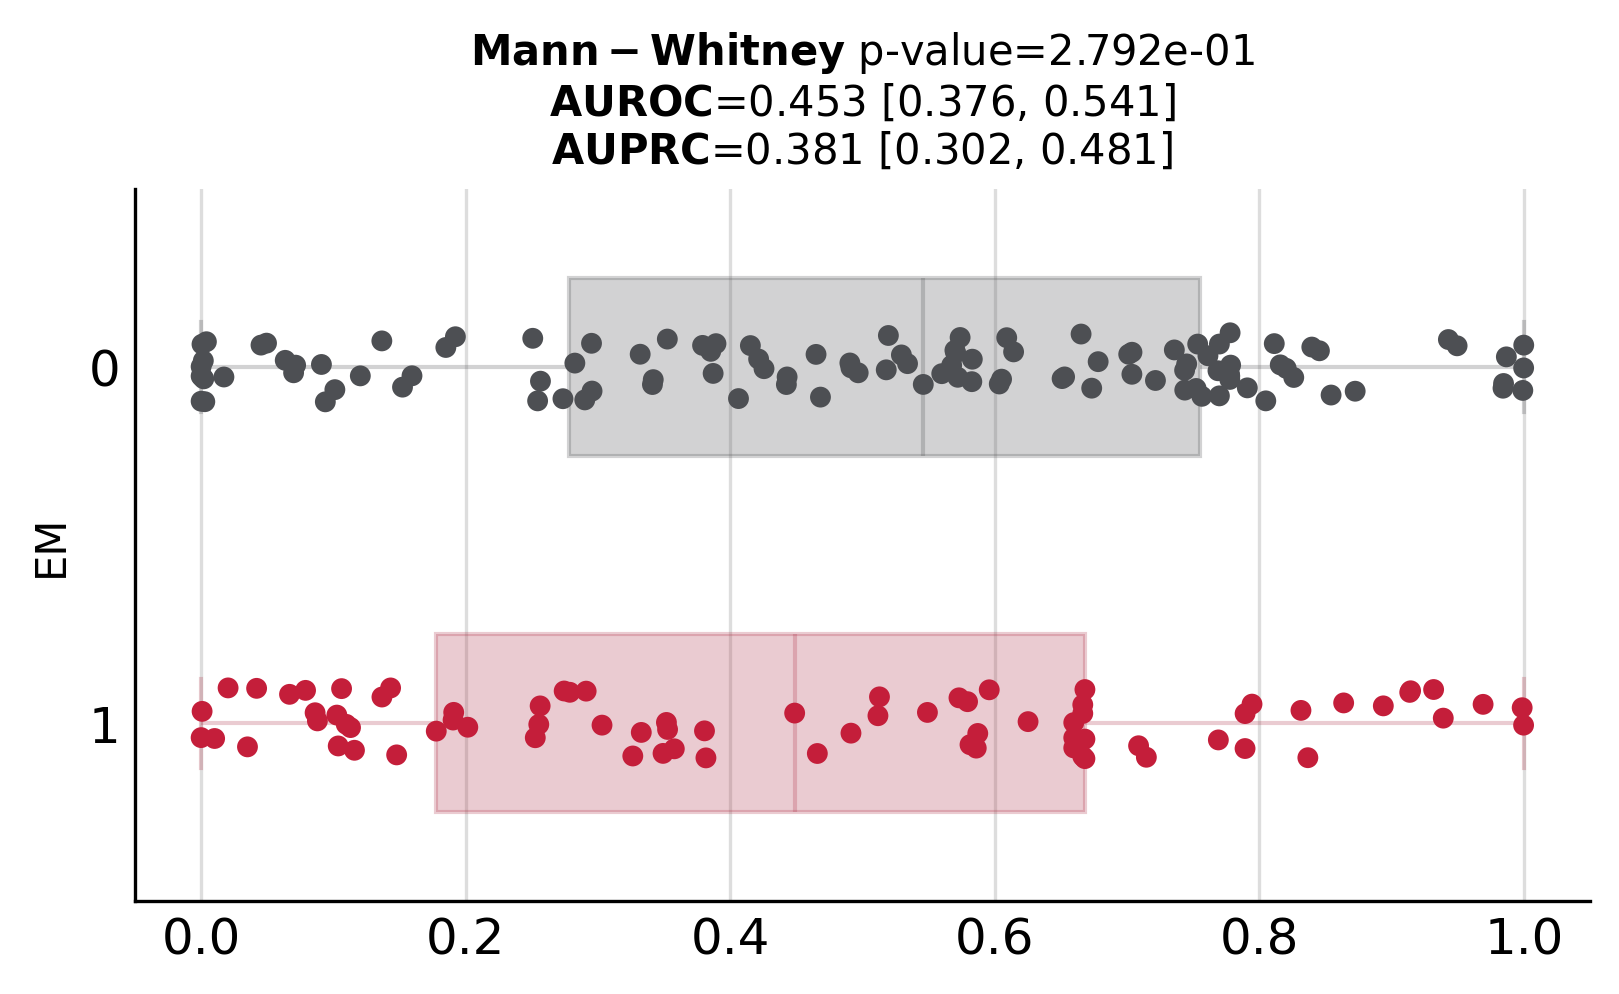 Mann − Whitney p-value=2.792e-01
AUROC=0.453 [0.376, 0.541]
AUPRC=0.381 [0.302, 0.481]
0
EM
1
0.0 0.2 0.4 0.6 0.8 1.0